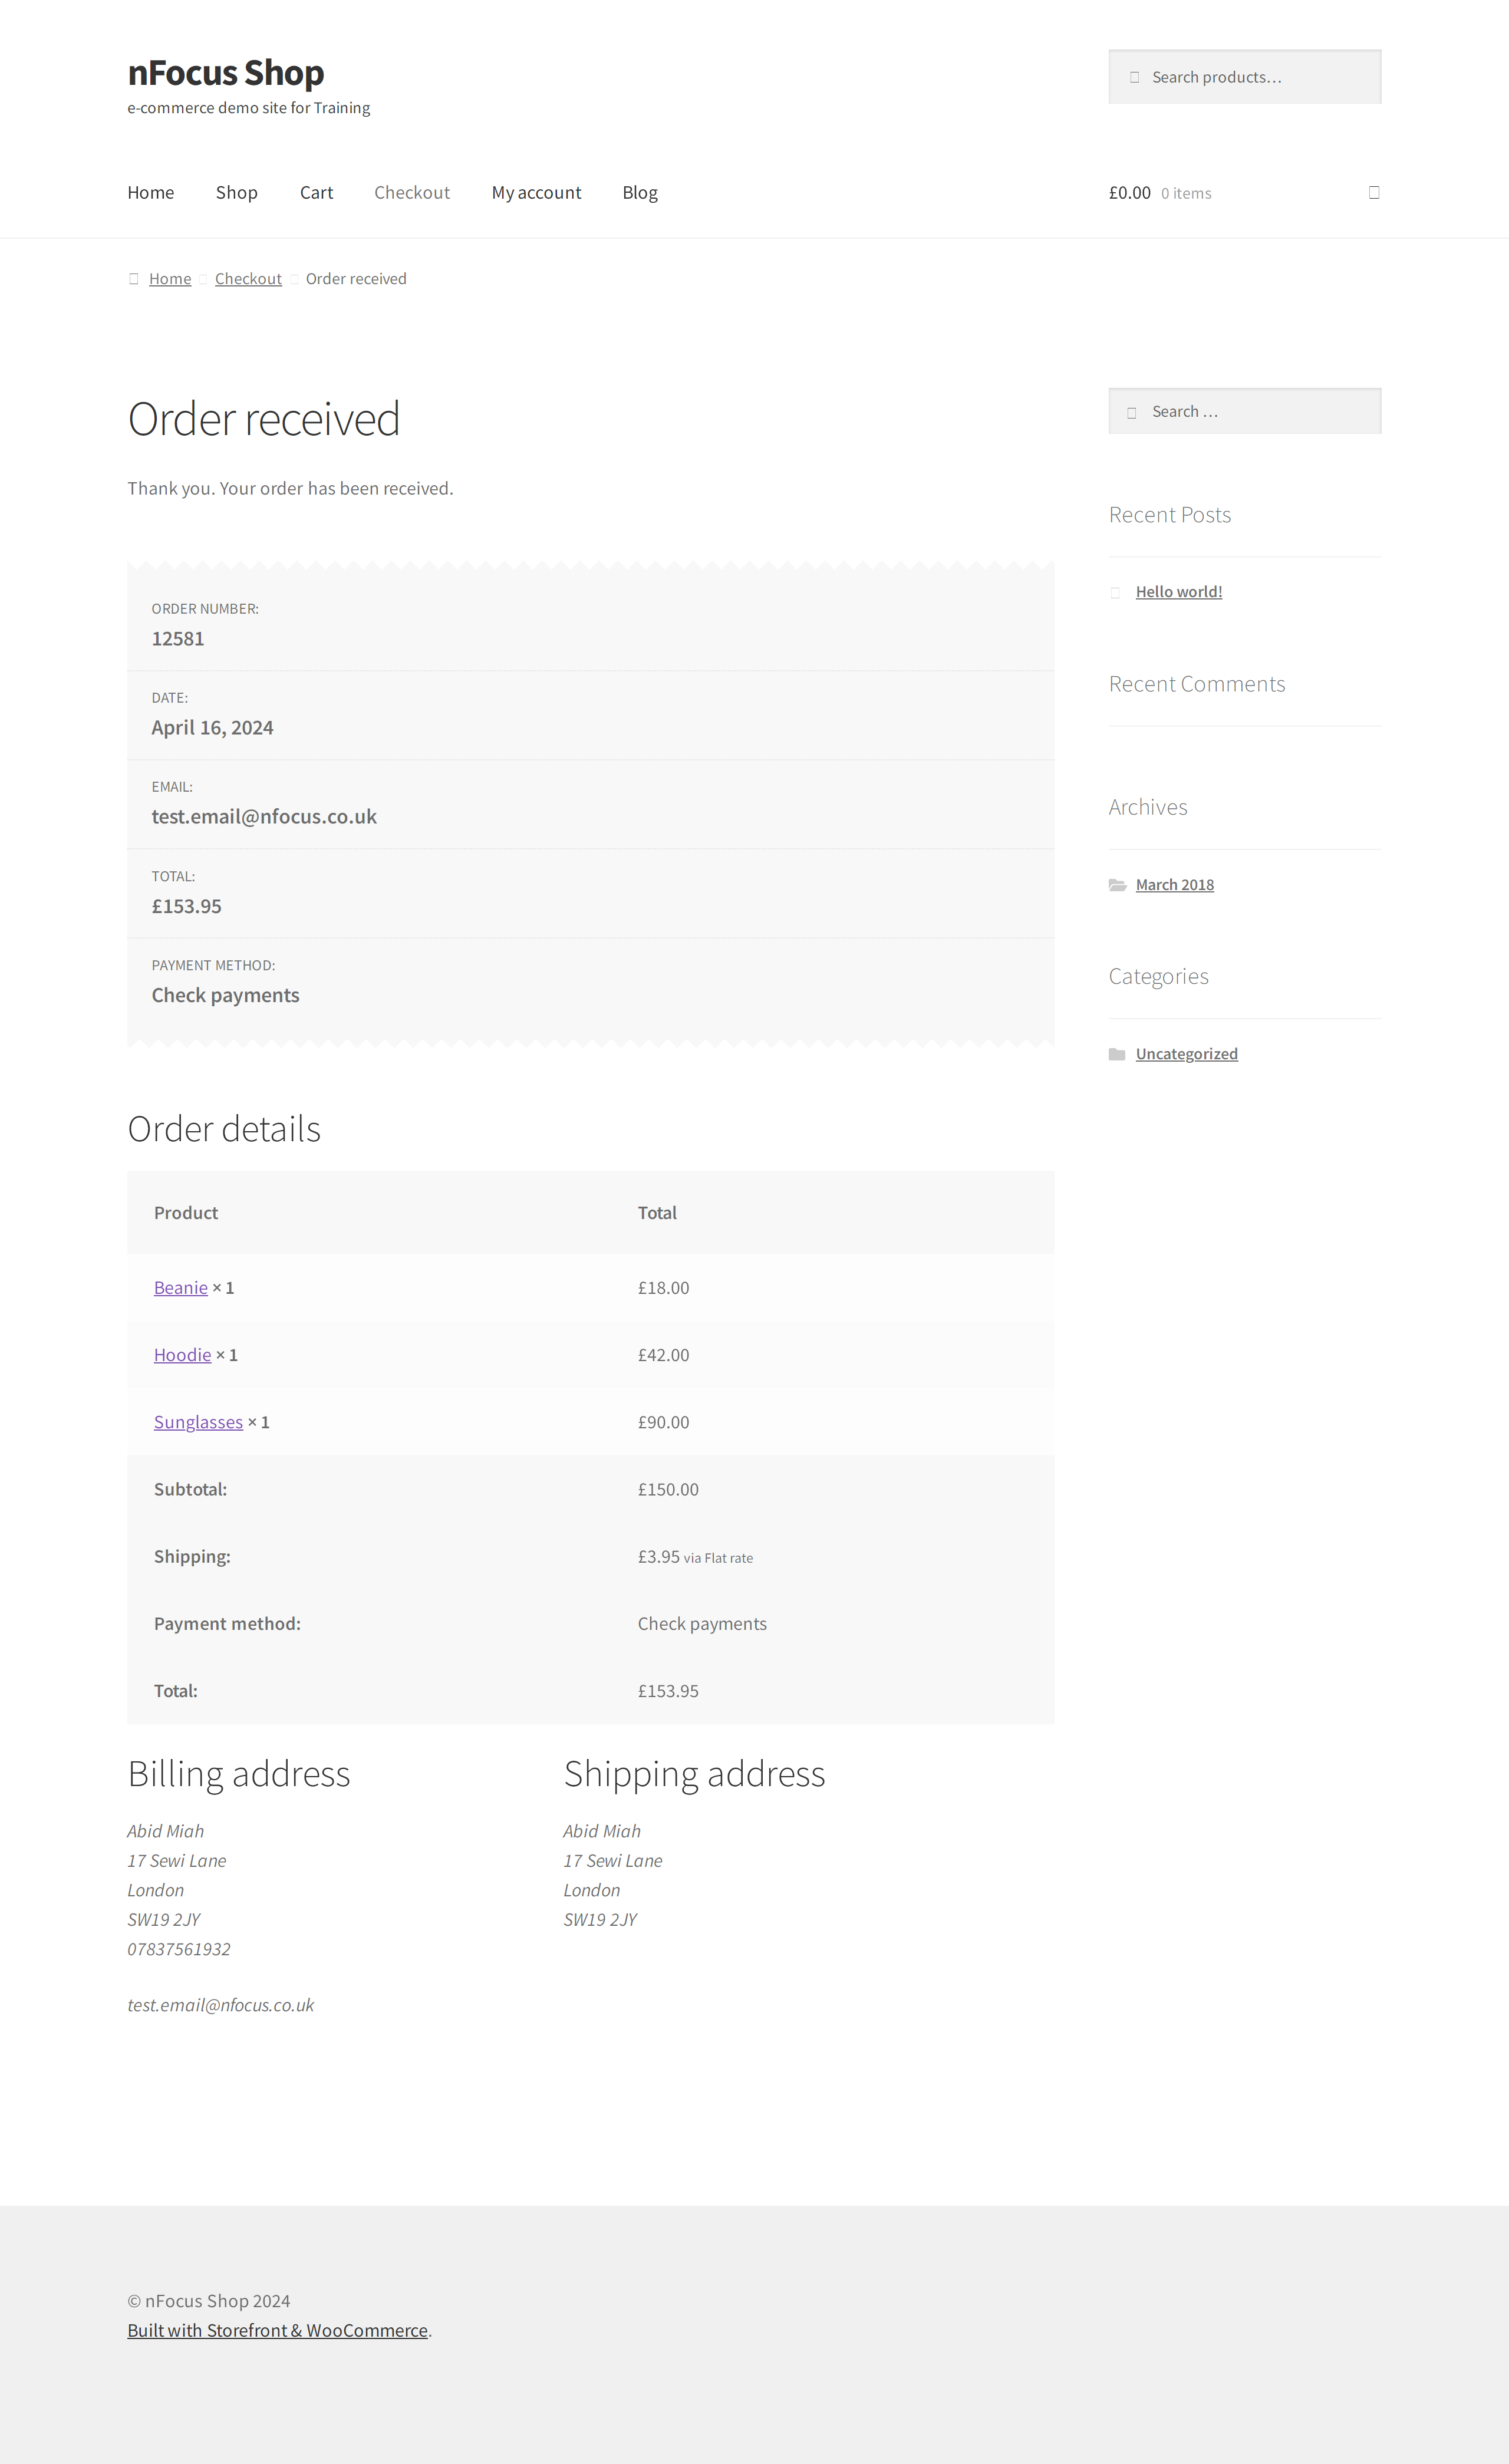 nFocus Shop
e-commerce demo site for Training
Search products…
Home Shop Cart Checkout My account Blog
£0.00 0 items
Home Checkout Order received
Order received
Thank you. Your order has been received.
ORDER NUMBER:
12581
DATE:
April 16, 2024
EMAIL:
test.email@nfocus.co.uk
TOTAL:
£153.95
PAYMENT METHOD:
Check payments
Order details
Product Total
Beanie × 1 £18.00
Hoodie × 1 £42.00
Sunglasses × 1 £90.00
Subtotal: £150.00
Shipping: £3.95 via Flat rate
Payment method: Check payments
Total: £153.95
Billing address
Abid Miah
17 Sewi Lane
London
SW19 2JY
07837561932
test.email@nfocus.co.uk
Shipping address
Abid Miah
17 Sewi Lane
London
SW19 2JY
Search …
Recent Posts
Hello world!
Recent Comments
Archives
March 2018
Categories
Uncategorized
© nFocus Shop 2024
Built with Storefront & WooCommerce.